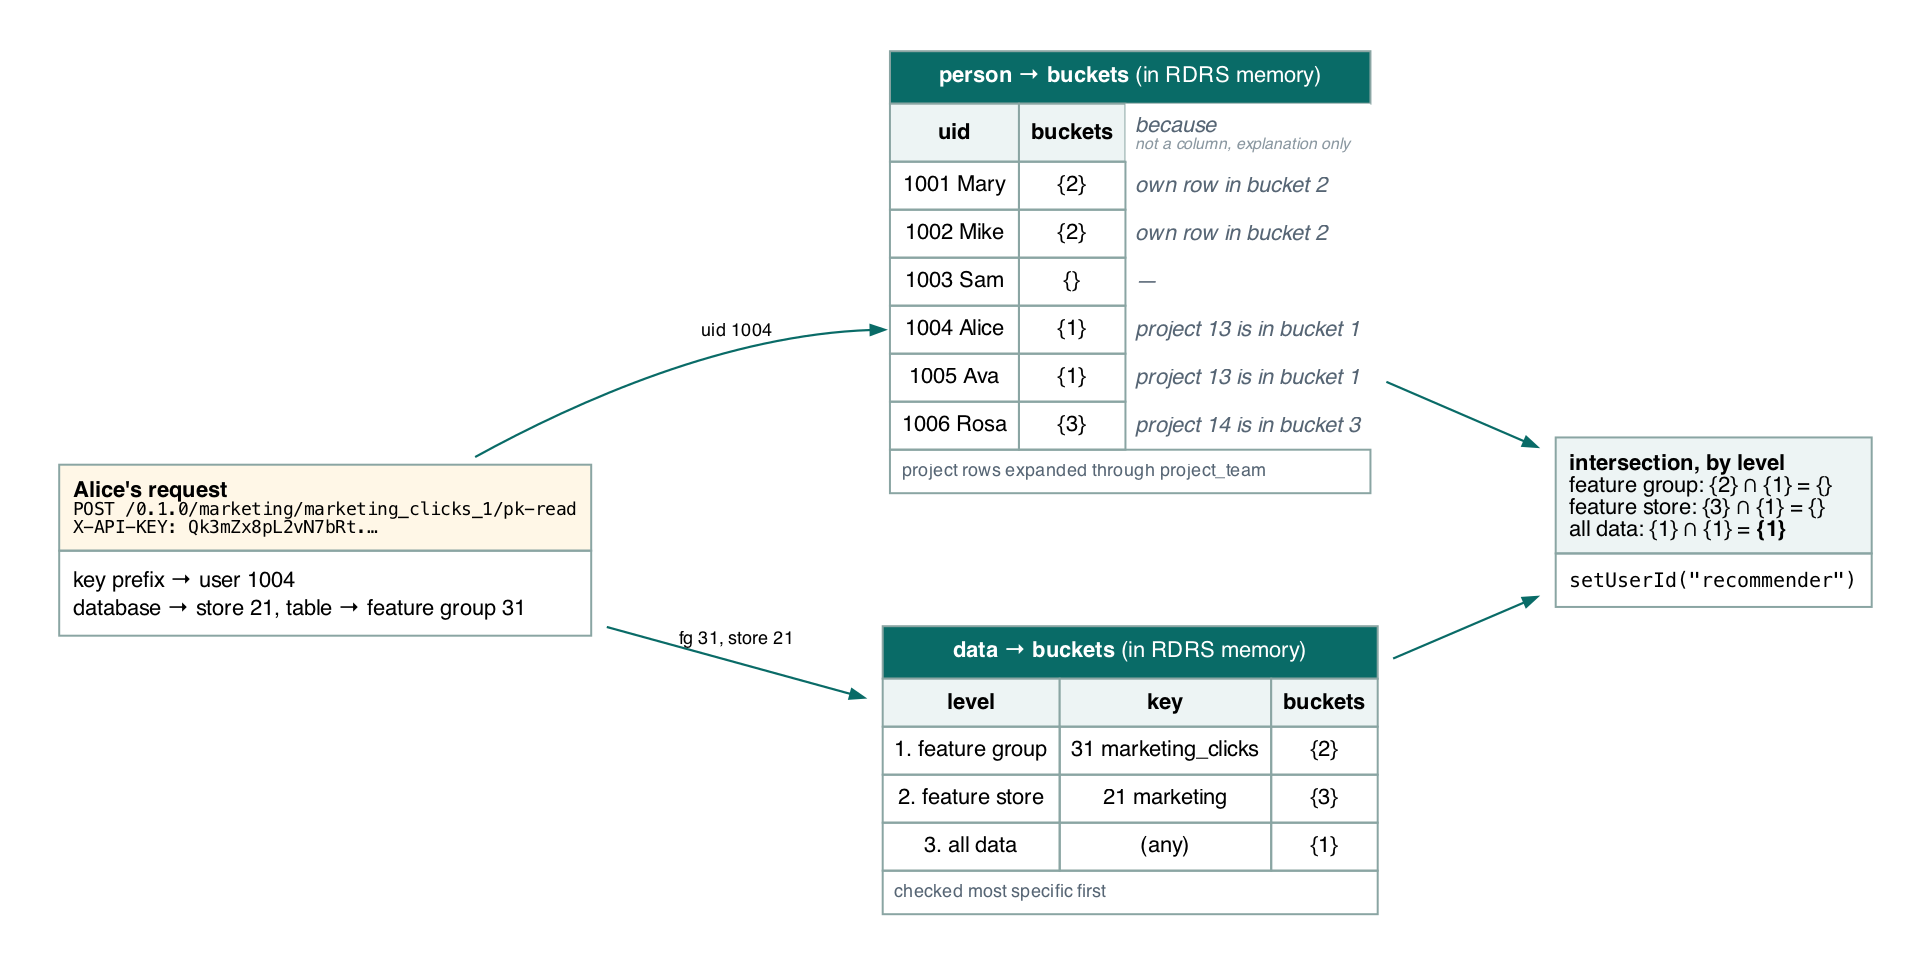 person → buckets (in RDRS memory)
uid buckets because
not a column, explanation only
1001 Mary {2} own row in bucket 2
1002 Mike {2} own row in bucket 2
1003 Sam {} —
1004 Alice {1} project 13 is in bucket 1
1005 Ava {1} project 13 is in bucket 1
1006 Rosa {3} project 14 is in bucket 3
project rows expanded through project_team
uid 1004
Alice's request
POST /0.1.0/marketing/marketing_clicks_1/pk-read
X-API-KEY: Qk3mZx8pL2vN7bRt.…
key prefix → user 1004
database → store 21, table → feature group 31
fg 31, store 21
data → buckets (in RDRS memory)
level key buckets
1. feature group 31 marketing_clicks {2}
2. feature store 21 marketing {3}
3. all data (any) {1}
checked most specific first
intersection, by level
feature group: {2} ∩ {1} = {}
feature store: {3} ∩ {1} = {}
all data: {1} ∩ {1} = {1}
setUserId("recommender")